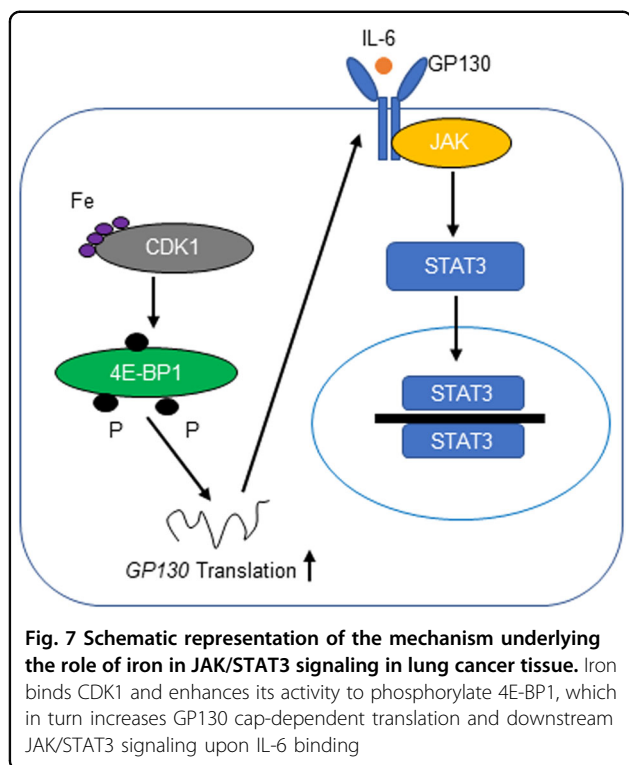 IL-6
GP130
JAK
Fe
CDK1
STAT3
4E-BP1
STAT3
P P
STAT3
GP130 Translation
Fig. 7 Schematic representation of the mechanism underlying
the role of iron in JAK/STAT3 signaling in lung cancer tissue. Iron
binds CDK1 and enhances its activity to phosphorylate 4E-BP1, which
in turn increases GP130 cap-dependent translation and downstream
JAK/STAT3 signaling upon IL-6 binding